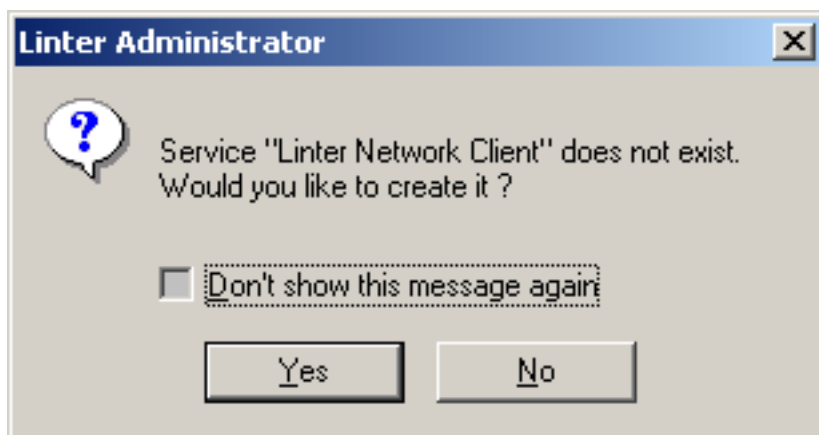 Linter Administrator
Service "Linter Network Client" does not exist.
Would you like to create it ?
Don't show this message again
Yes
No